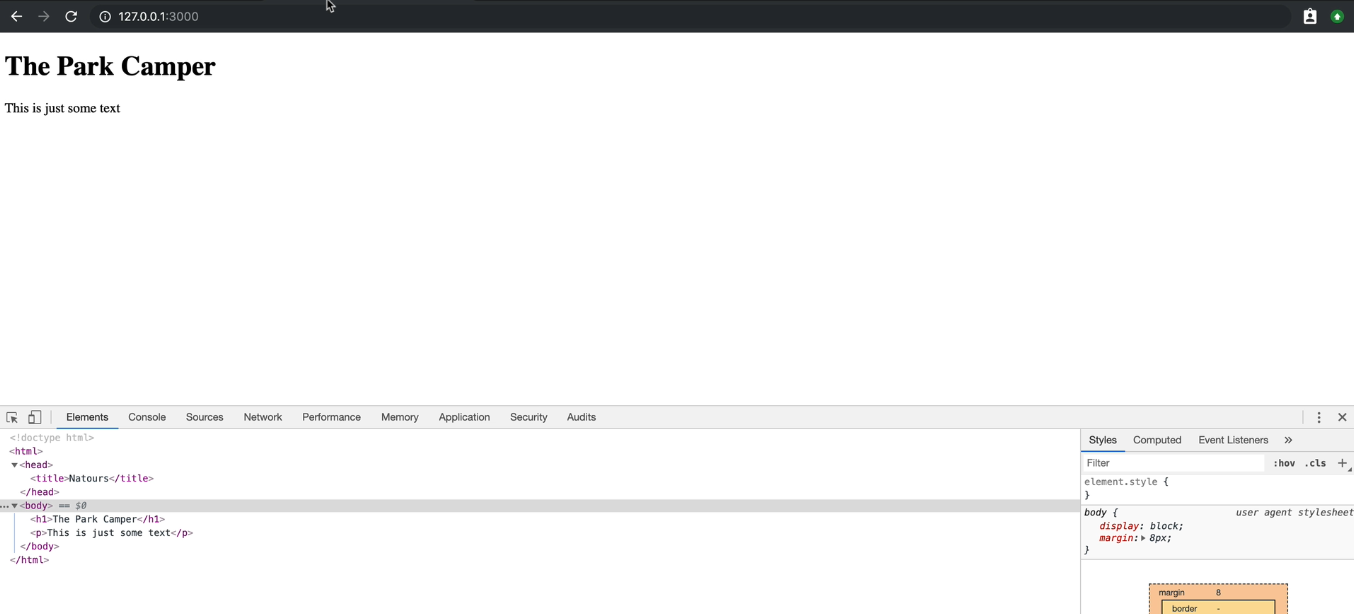 127.0.0.1:3000
The Park Camper
This is just some text
Elements Console Sources Network Performance Memory Application Security Audits
<!doctype html>
<html>
▼<head>
<title>Natours</title>
</head>
...▼<body> == $0
<h1>The Park Camper</h1>
<p>This is just some text</p>
</body>
</html>
Styles Computed Event Listeners »
Filter :hov .cls +
element.style {
}
body { user agent stylesheet
display: block;
margin:▶ 8px;
}
margin 8
border -